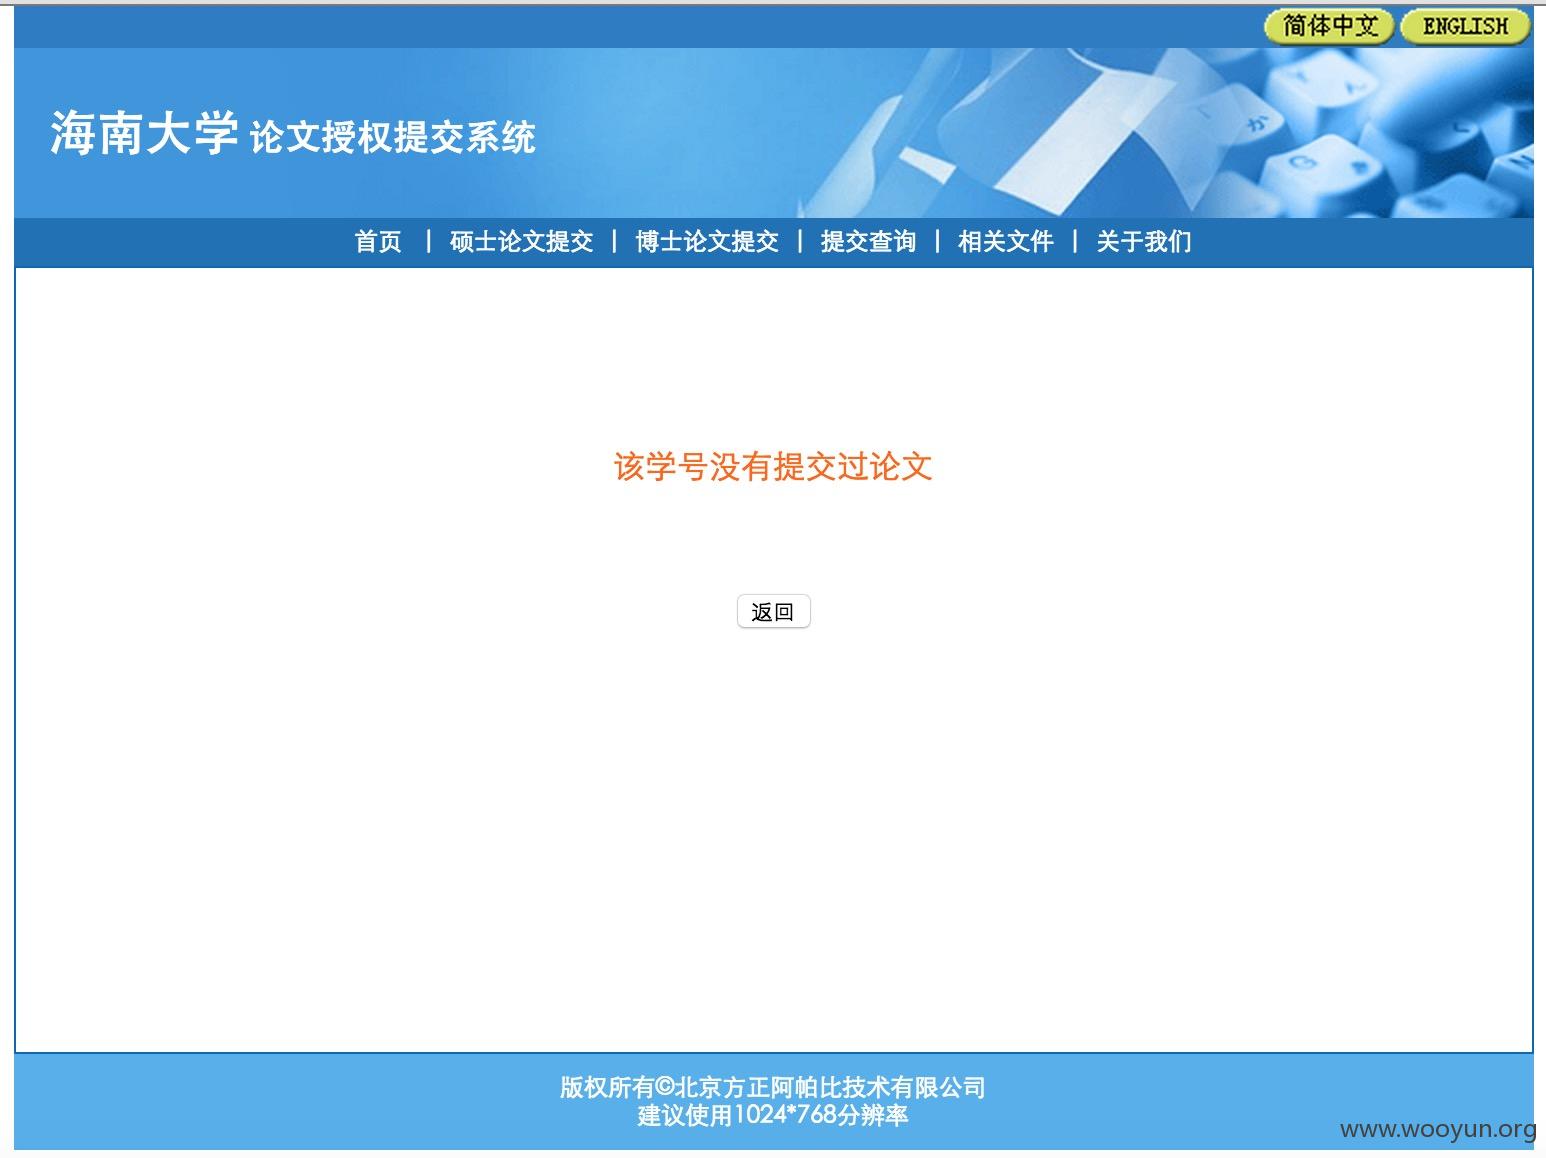 简体中文 ENGLISH
海南大学 论文授权提交系统
首页 | 硕士论文提交 | 博士论文提交 | 提交查询 | 相关文件 | 关于我们
该学号没有提交过论文
返回
版权所有©北京方正阿帕比技术有限公司
建议使用1024*768分辨率
www.wooyun.org